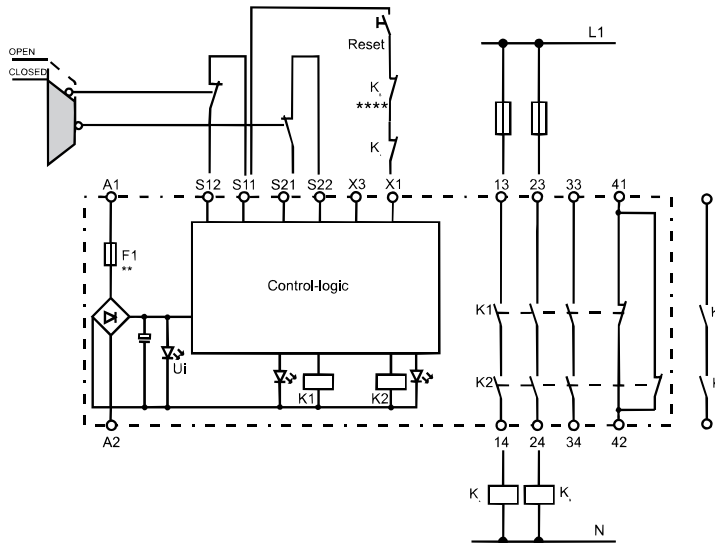 L1
Reset
OPEN
CLOSED
K
****
K
A1 S12 S11 S21 S22 X3 X1 13 23 33 41
F1
**
Control-logic
K1
K
Ui
K1 K2
K2
K
A2 14 24 34 42
K K
N